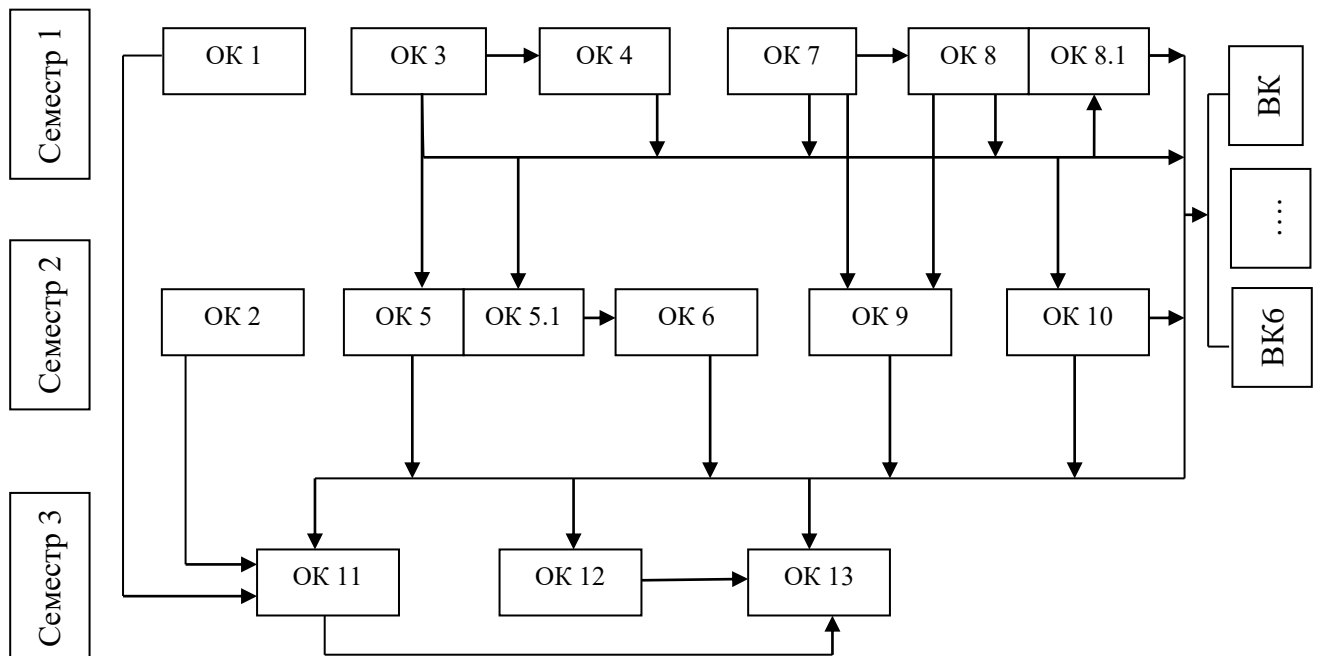 Семестр 1
ОК 1
ОК 3
ОК 4
ОК 7
ОК 8
ОК 8.1
ВК
....
Семестр 2
ОК 2
ОК 5
ОК 5.1
ОК 6
ОК 9
ОК 10
ВК6
Семестр 3
ОК 11
ОК 12
ОК 13